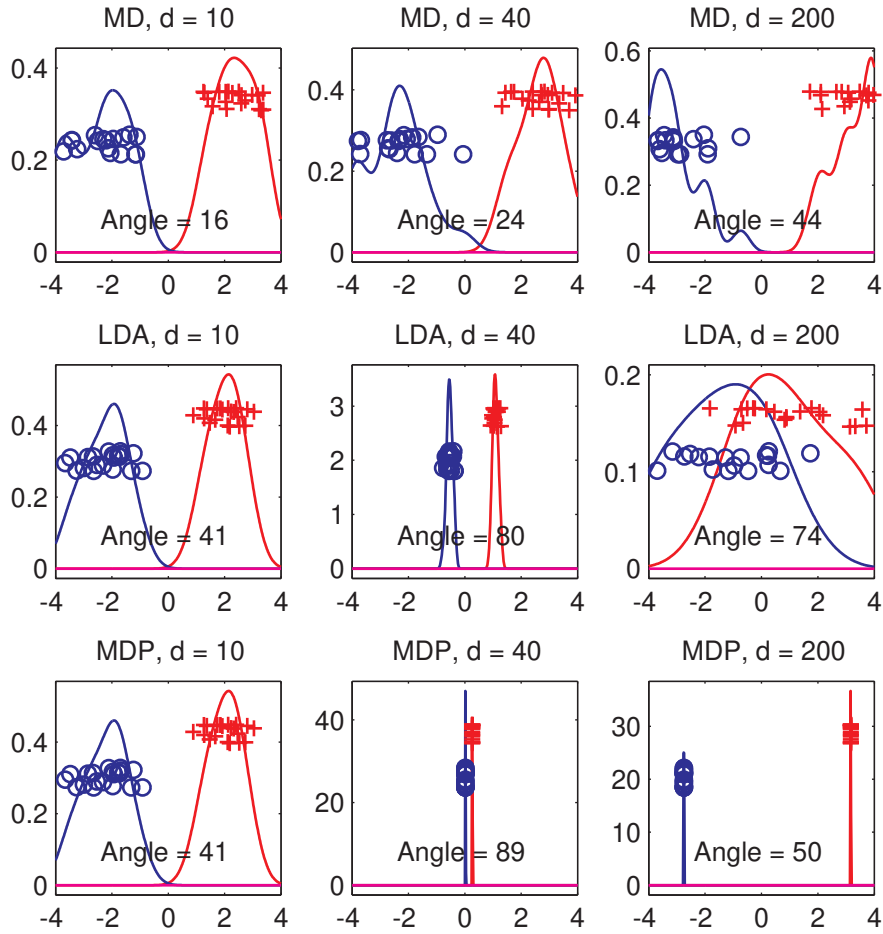 MD, d = 10
0.4
0.2
0
Angle = 16
-4 -2 0 2 4
MD, d = 40
0.4
0.2
0
Angle = 24
-4 -2 0 2 4
MD, d = 200
0.6
0.4
0.2
0
Angle = 44
-4 -2 0 2 4
LDA, d = 10
0.4
0.2
0
Angle = 41
-4 -2 0 2 4
LDA, d = 40
3
2
1
0
Angle = 80
-4 -2 0 2 4
LDA, d = 200
0.2
0.1
0
Angle = 74
-4 -2 0 2 4
MDP, d = 10
0.4
0.2
0
Angle = 41
-4 -2 0 2 4
MDP, d = 40
40
20
0
Angle = 89
-4 -2 0 2 4
MDP, d = 200
30
20
10
0
Angle = 50
-4 -2 0 2 4